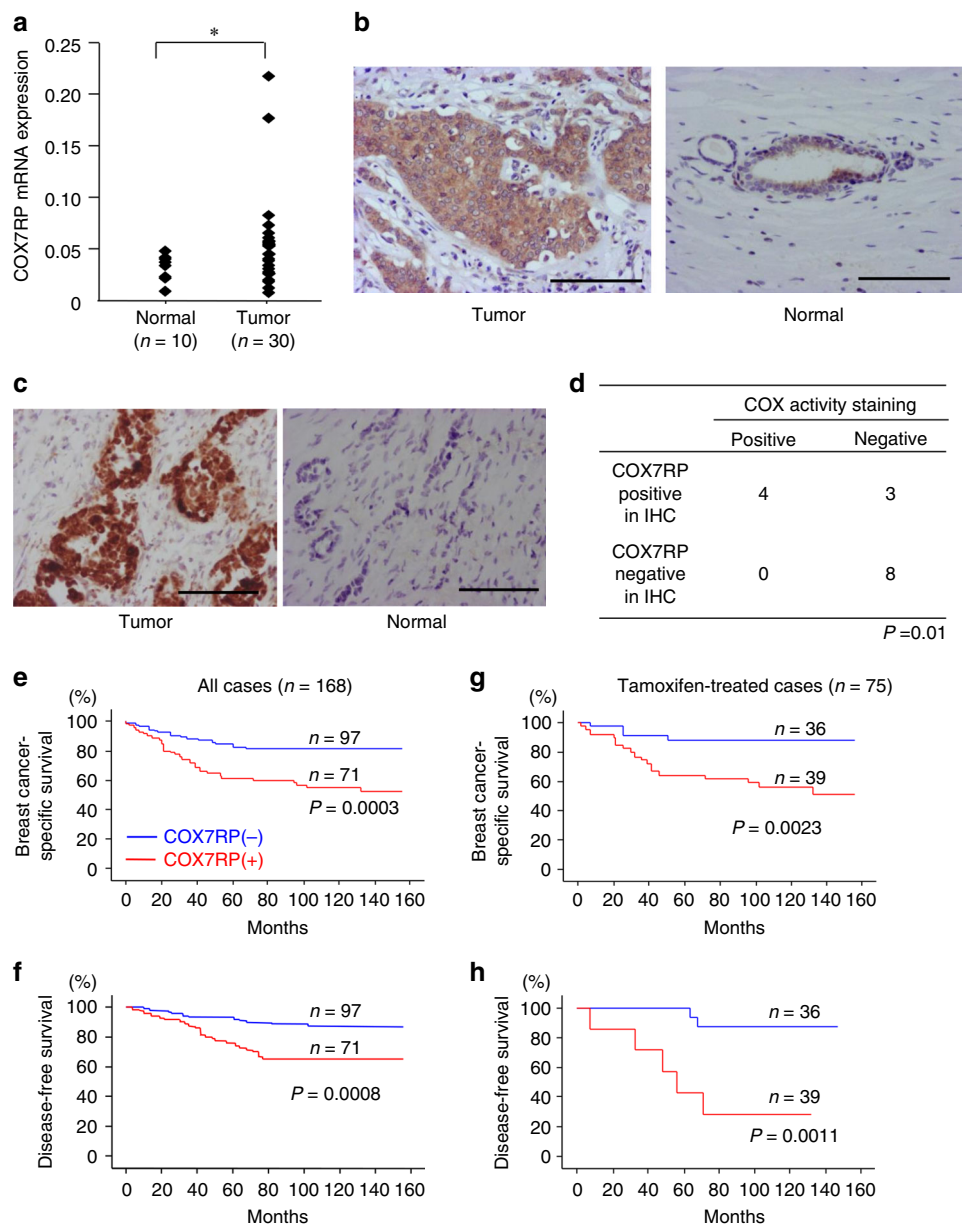 a
*
0.25
0.20
0.15
0.10
0.05
0
COX7RP mRNA expression
Normal
(n = 10)
Tumor
(n = 30)
b
Tumor
Normal
c
Tumor
Normal
d
COX activity staining
Positive
Negative
COX7RP
positive
in IHC
4
3
COX7RP
negative
in IHC
0
8
P =0.01
e
(%)
All cases (n = 168)
100
80
60
40
20
0
Breast cancer-
specific survival
n = 97
n = 71
P = 0.0003
COX7RP(–)
COX7RP(+)
0 20 40 60 80 100 120 140 160
Months
g
(%)
Tamoxifen-treated cases (n = 75)
100
80
60
40
20
0
Breast cancer-
specific survival
n = 36
n = 39
P = 0.0023
0 20 40 60 80 100 120 140 160
Months
f
(%)
100
80
60
40
20
0
Disease-free survival
n = 97
n = 71
P = 0.0008
0 20 40 60 80 100 120 140 160
Months
h
(%)
100
80
60
40
20
0
Disease-free survival
n = 36
n = 39
P = 0.0011
0 20 40 60 80 100 120 140 160
Months